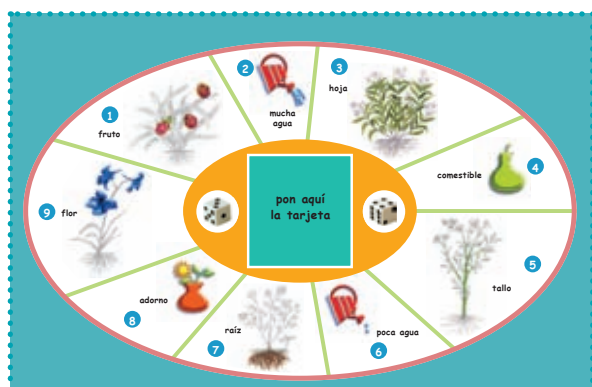 1
fruto
2
mucha
agua
3
hoja
comestible
4
5
tallo
poca agua
6
raíz
7
adorno
8
9
flor
pon aquí
la tarjeta